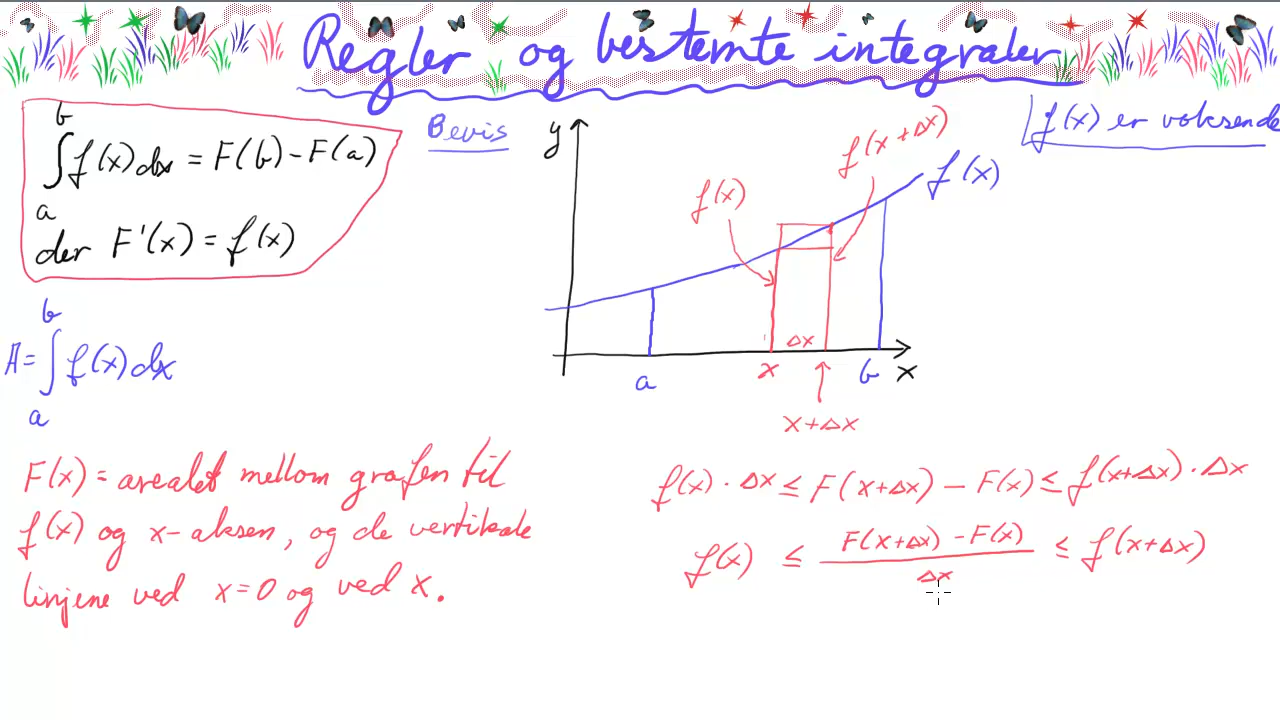 Regler og bestemte integraler
b
∫ f(x)dx = F(b) - F(a)
a
der F'(x) = f(x)
Bevis
f(x) er voksende
y
f(x)
f(x+Δx)
f(x)
Δx
a
x
b
x
x+Δx
b
A = ∫ f(x)dx
a
F(x) = arealet mellom grafen til
f(x) og x-aksen, og de vertikale
linjene ved x=0 og ved x.
f(x) · Δx ≤ F(x+Δx) - F(x) ≤ f(x+Δx) · Δx
f(x) ≤ F(x+Δx) - F(x) / Δx ≤ f(x+Δx)